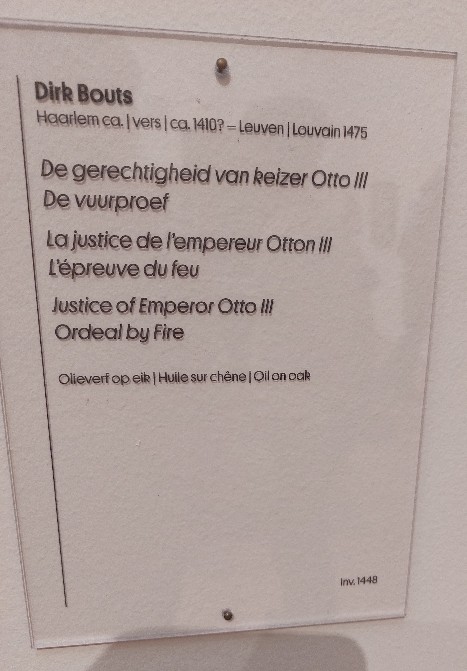 Dirk Bouts
Haarlem ca. | vers | ca. 1410? – Leuven | Louvain 1475
De gerechtigheid van keizer Otto III
De vuurproef
La justice de l'empereur Otton III
L'épreuve du feu
Justice of Emperor Otto III
Ordeal by Fire
Olieverf op eik | Huile sur chêne | Oil on oak
Inv. 1448